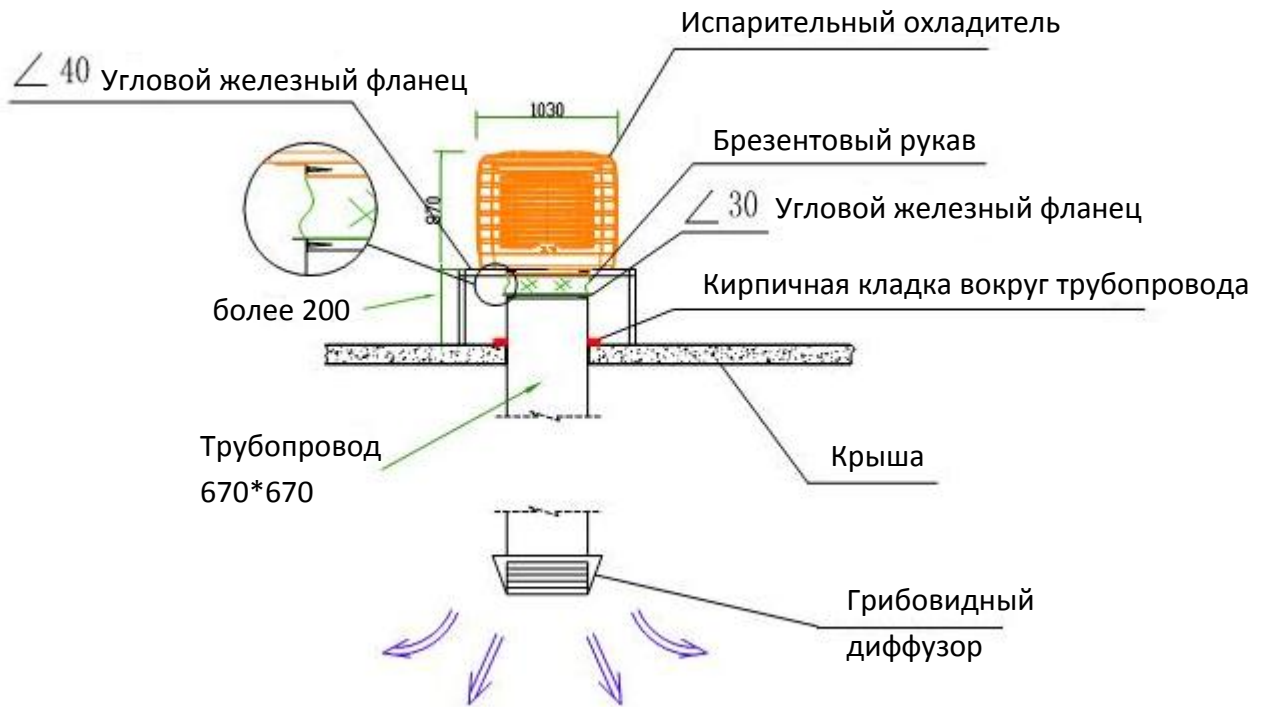 Испарительный охладитель
∠ 40 Угловой железный фланец
1030
Брезентовый рукав
870
∠ 30 Угловой железный фланец
Кирпичная кладка вокруг трубопровода
более 200
Трубопровод
670*670
Крыша
Грибовидный
диффузор